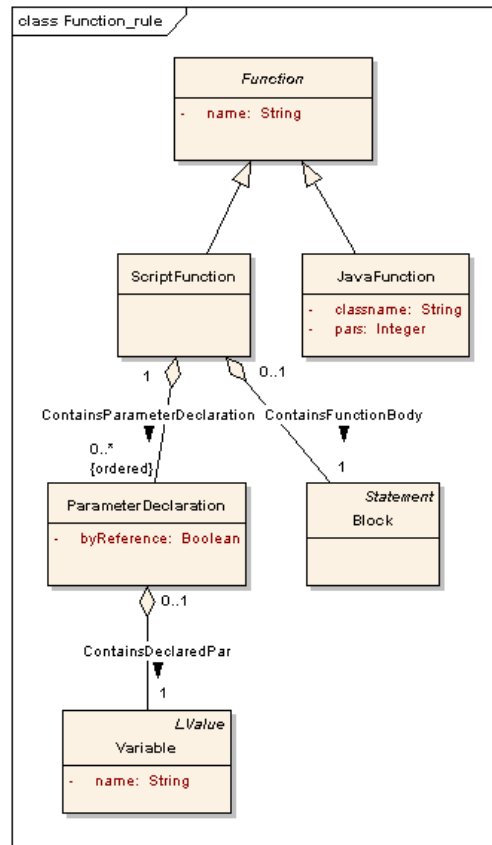 class Function_rule
Function
- name: String
ScriptFunction
JavaFunction
- classname: String
- pars: Integer
1
0..1
ContainsParameterDeclaration
ContainsFunctionBody
0..*
{ordered}
1
ParameterDeclaration
- byReference: Boolean
Statement
Block
0..1
ContainsDeclaredPar
1
LValue
Variable
- name: String